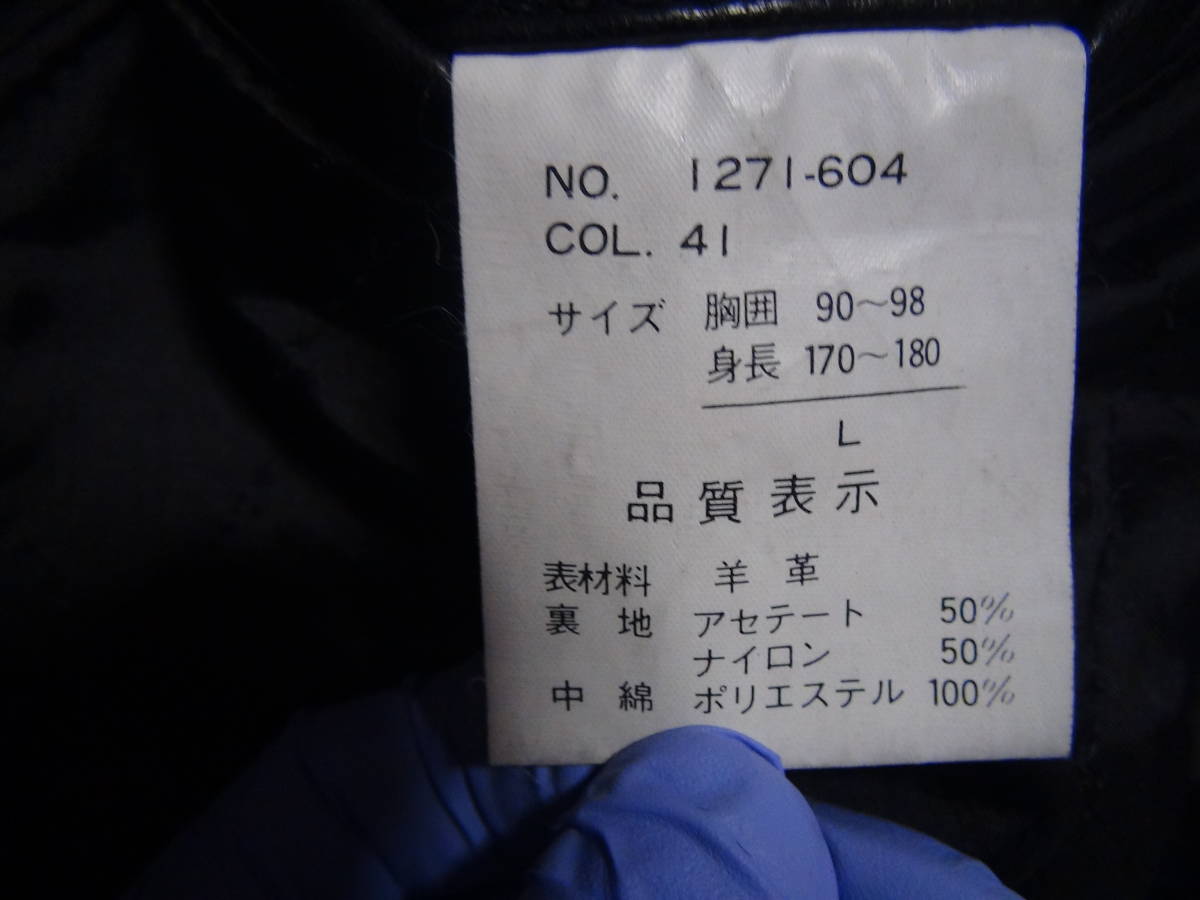 NO. 1271-604
COL. 41
サイズ 胸囲 90～98
身長 170～180
L
品質表示
表材料 羊革
裏地 アセテート 50%
ナイロン 50%
中綿 ポリエステル 100%